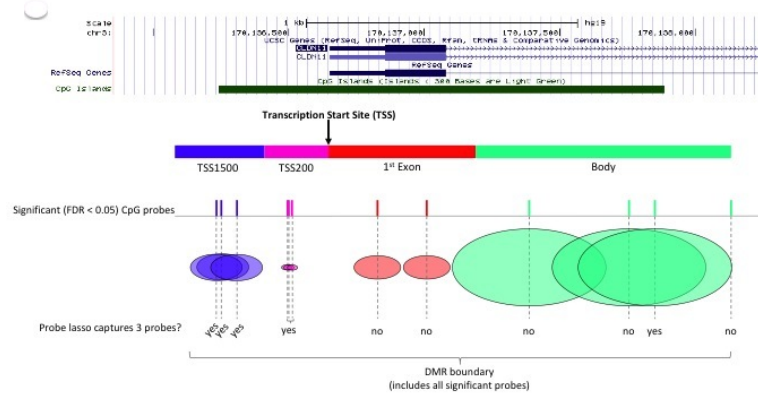 Scale
1 kb
hg19
chr3:
170,136,500
170,137,000
170,137,500
170,138,000
UCSC Genes (RefSeq, UniProt, CCDS, Rfam, tRNAs & Comparative Genomics)
CLDN11
CLDN11
RefSeq Genes
RefSeq Genes
CpG Islands (Islands < 300 Bases are Light Green)
CpG Islands
Transcription Start Site (TSS)
TSS1500
TSS200
1st Exon
Body
Significant (FDR < 0.05) CpG probes
Probe lasso captures 3 probes?
yes
yes
yes
yes
no
no
no
no
yes
no
DMR boundary
(includes all significant probes)